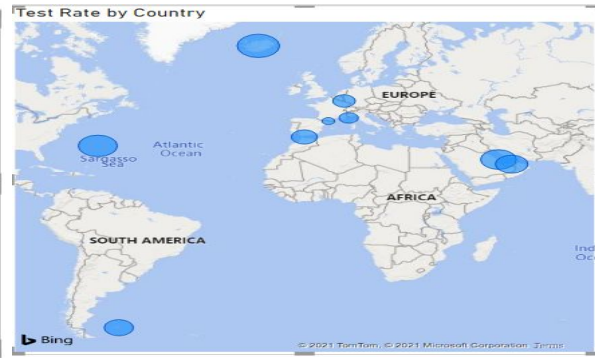 Test Rate by Country
EUROPE
Atlantic
Ocean
Sargasso
Sea
AFRICA
SOUTH AMERICA
Ind
Oc
Bing
© 2021 TomTom, © 2021 Microsoft Corporation Terms